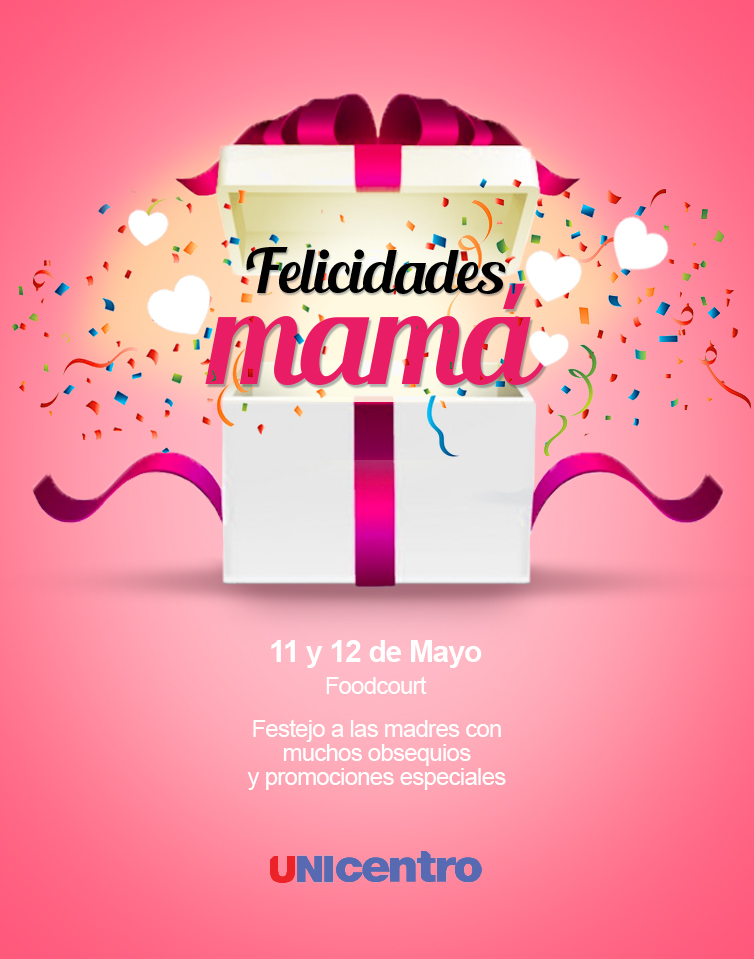 Felicidades
mamá
11 y 12 de Mayo
Foodcourt
Festejo a las madres con
muchos obsequios
y promociones especiales
UNIcentro